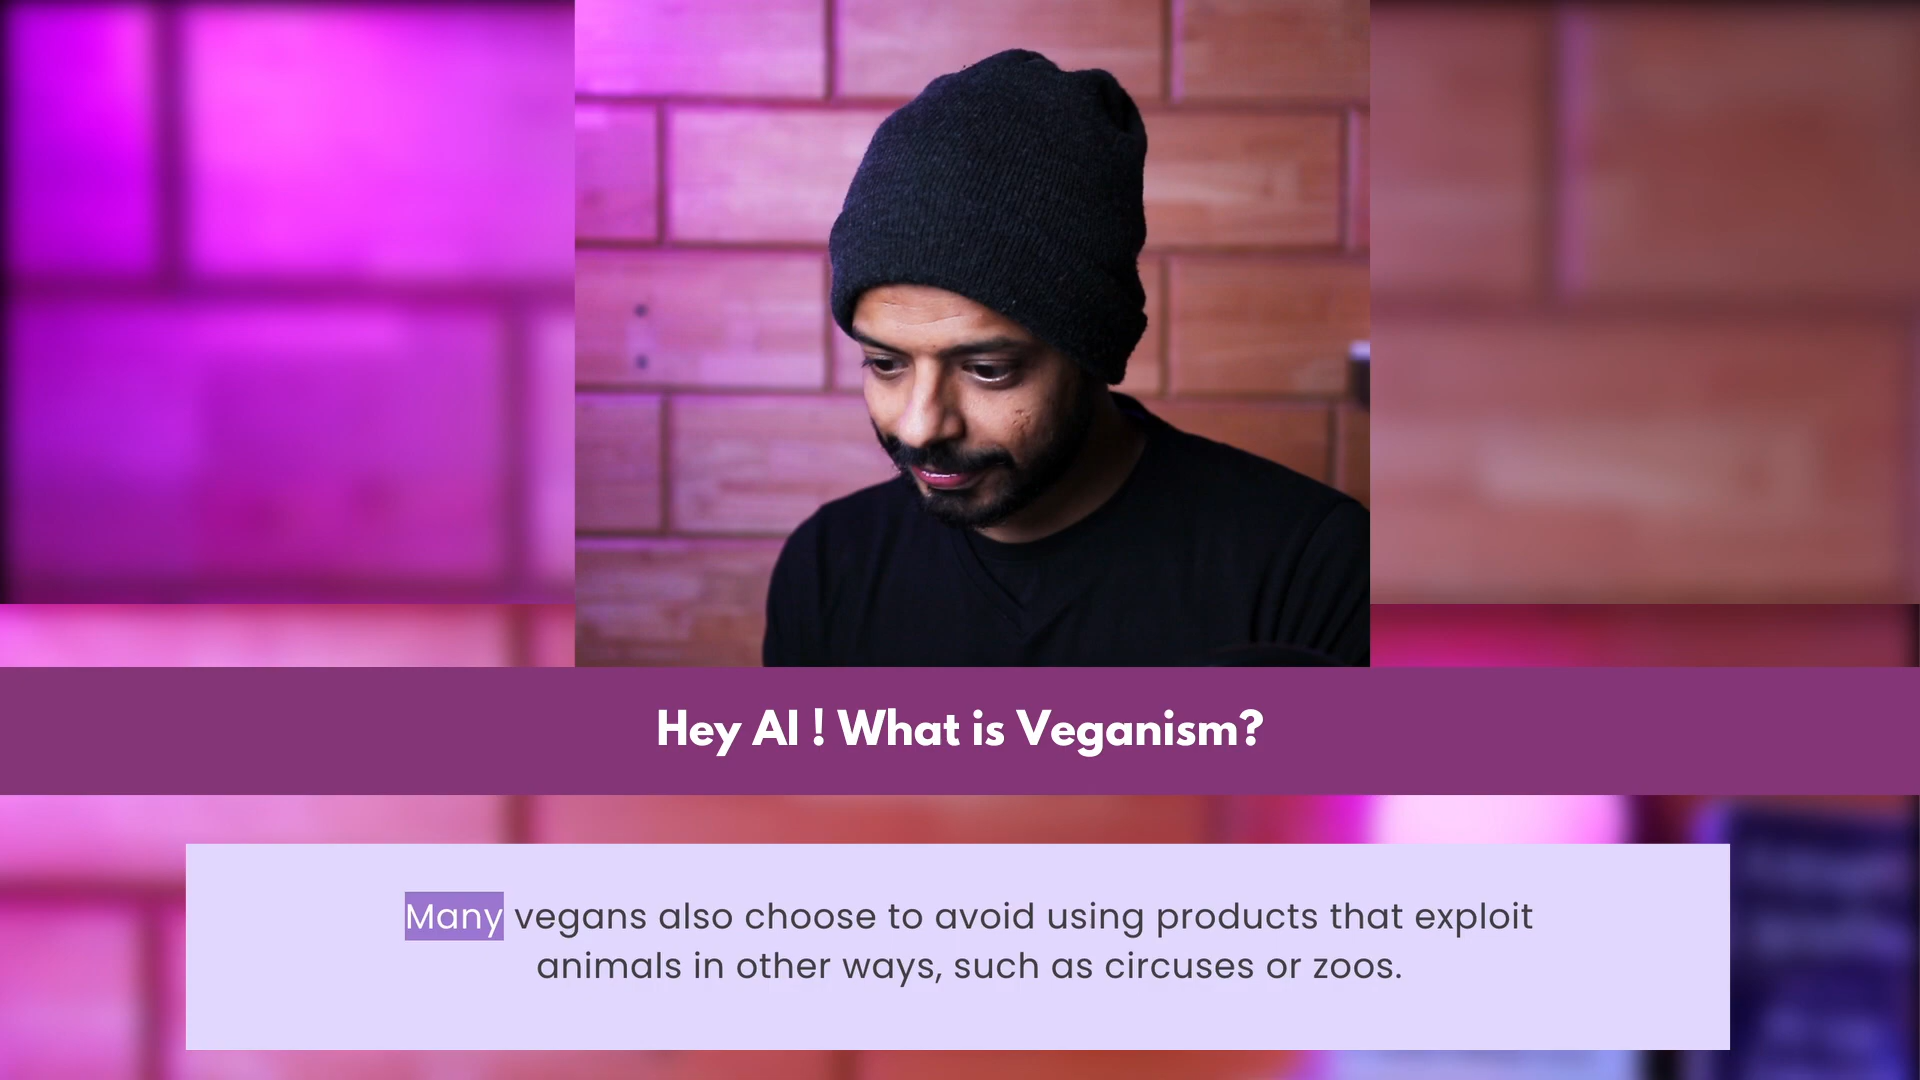 Hey AI ! What is Veganism?
Many vegans also choose to avoid using products that exploit
animals in other ways, such as circuses or zoos.